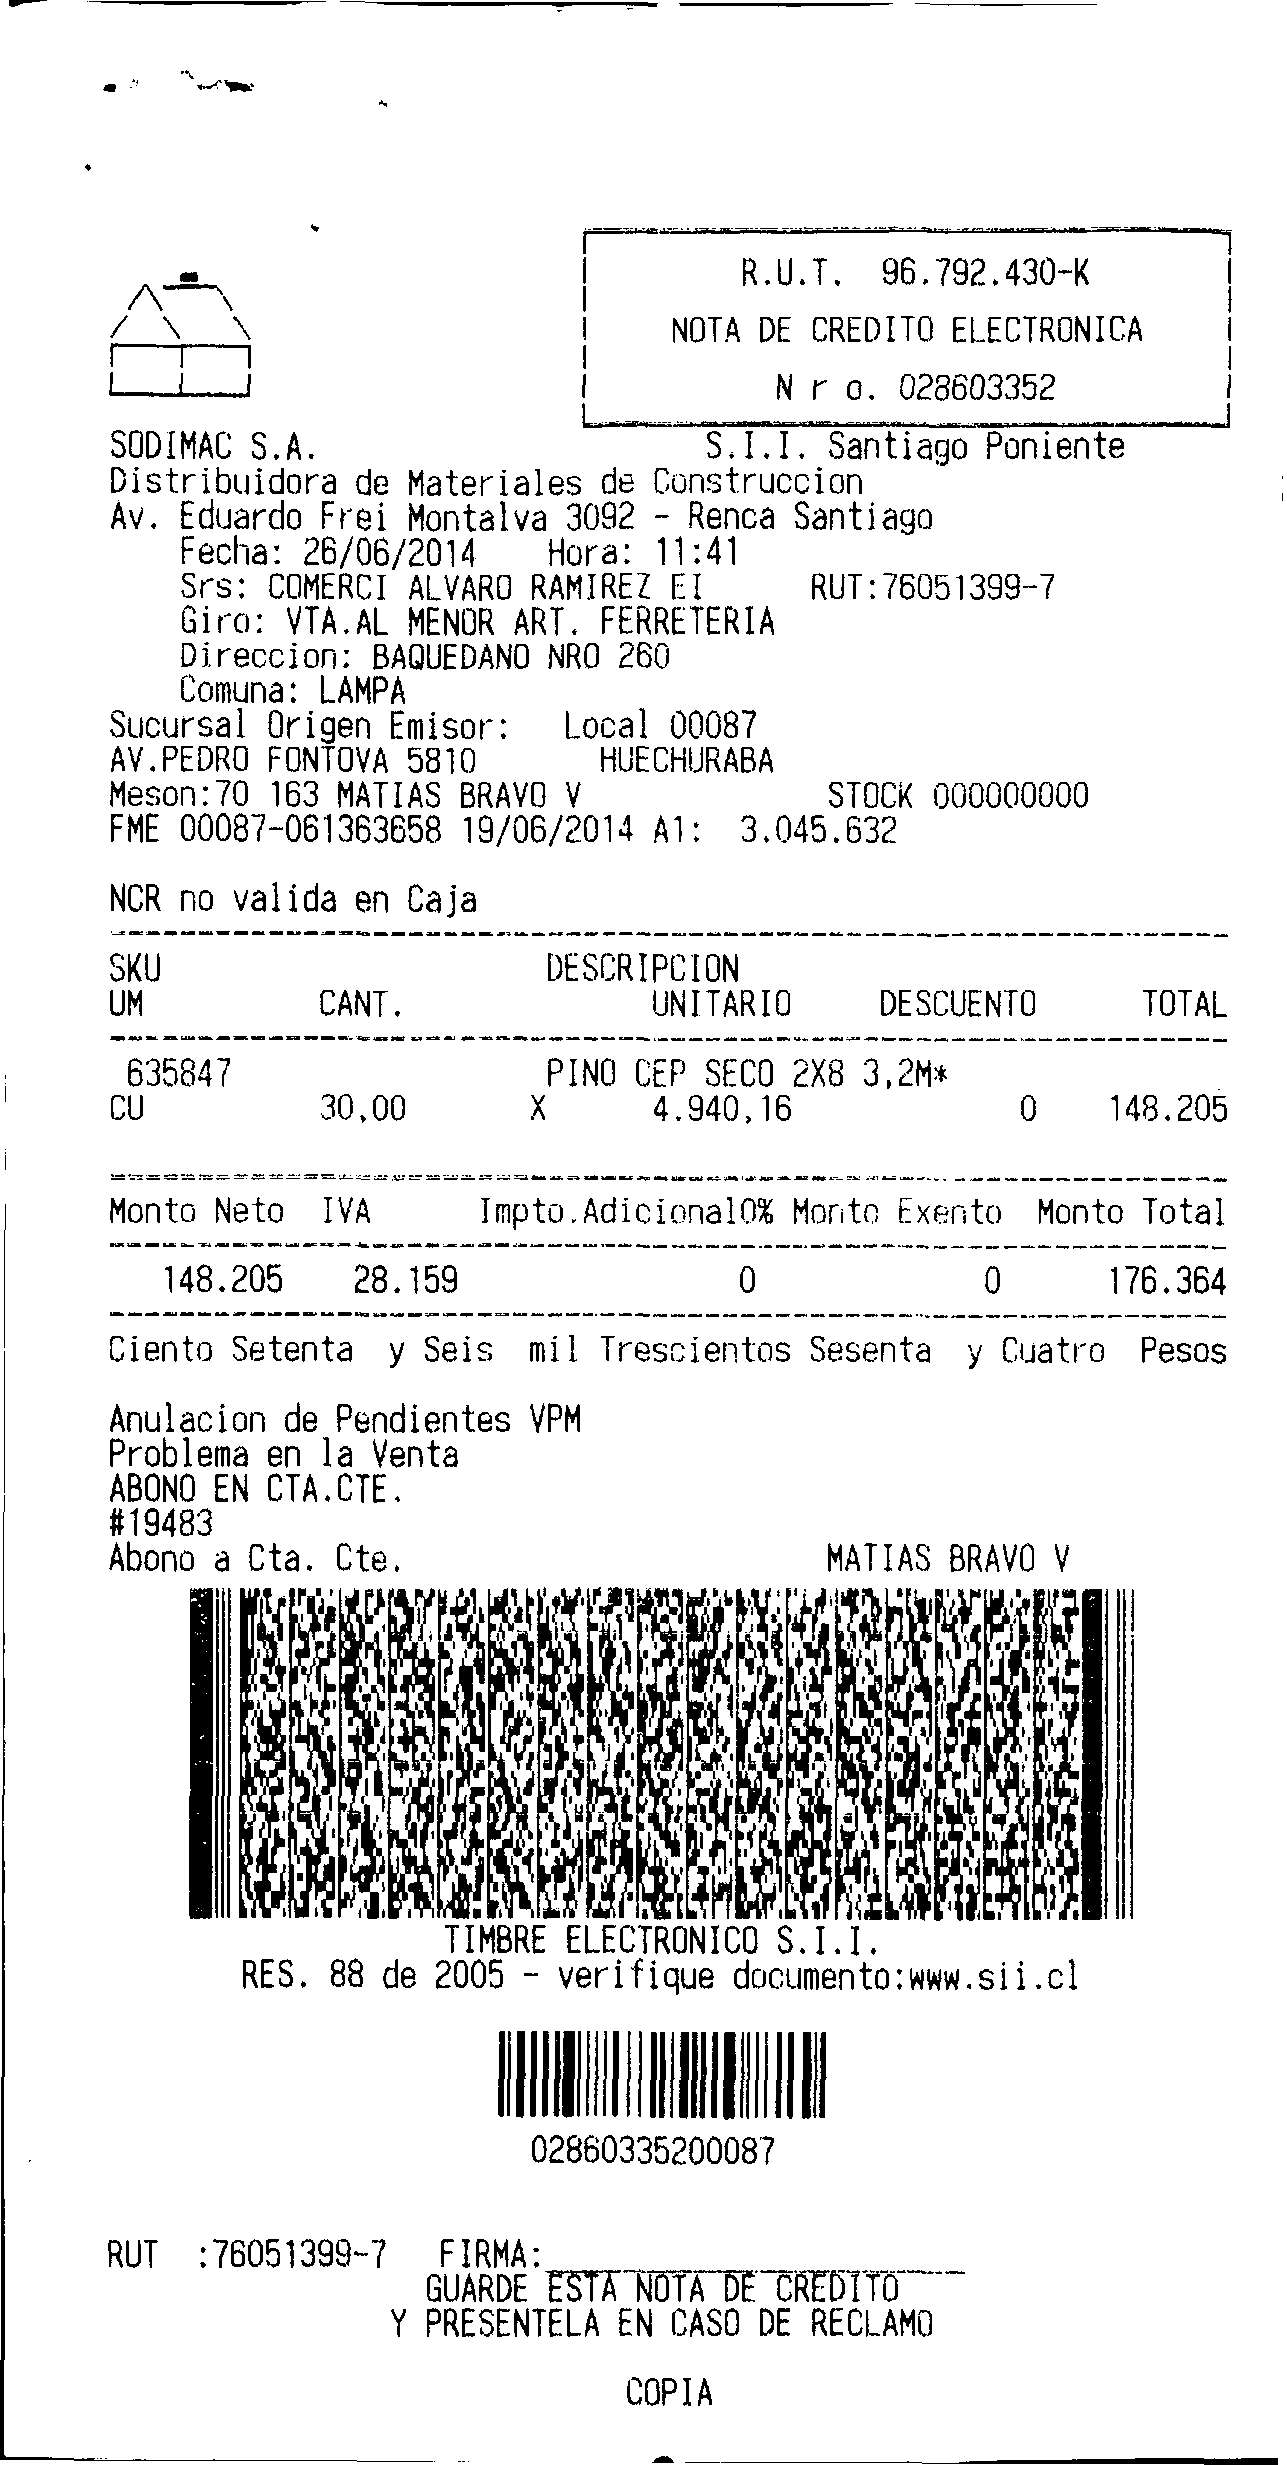 R.U.T. 96.792.430-K
NOTA DE CREDITO ELECTRONICA
N r o. 028603352
SODIMAC S.A. S.I.I. Santiago Poniente
Distribuidora de Materiales de Construccion
Av. Eduardo Frei Montalva 3092 - Renca Santiago
Fecha: 26/06/2014 Hora: 11:41
Srs: COMERCI ALVARO RAMIREZ EI RUT:76051399-7
Giro: VTA.AL MENOR ART. FERRETERIA
Direccion: BAQUEDANO NRO 260
Comuna: LAMPA
Sucursal Origen Emisor: Local 00087
AV.PEDRO FONTOVA 5810 HUECHURABA
Meson:70 163 MATIAS BRAVO V STOCK 000000000
FME 00087-061363658 19/06/2014 A1: 3.045.632
NCR no valida en Caja
SKU DESCRIPCION
UM CANT. UNITARIO DESCUENTO TOTAL
635847 PINO CEP SECO 2X8 3,2M*
CU 30,00 X 4.940,16 0 148.205
Monto Neto IVA Impto.Adicional0% Monto Exento Monto Total
148.205 28.159 0 0 176.364
Ciento Setenta y Seis mil Trescientos Sesenta y Cuatro Pesos
Anulacion de Pendientes VPM
Problema en la Venta
ABONO EN CTA.CTE.
#19483
Abono a Cta. Cte. MATIAS BRAVO V
TIMBRE ELECTRONICO S.I.I.
RES. 88 de 2005 - verifique documento:www.sii.cl
02860335200087
RUT :76051399-7 FIRMA:
GUARDE ESTA NOTA DE CREDITO
Y PRESENTELA EN CASO DE RECLAMO
COPIA